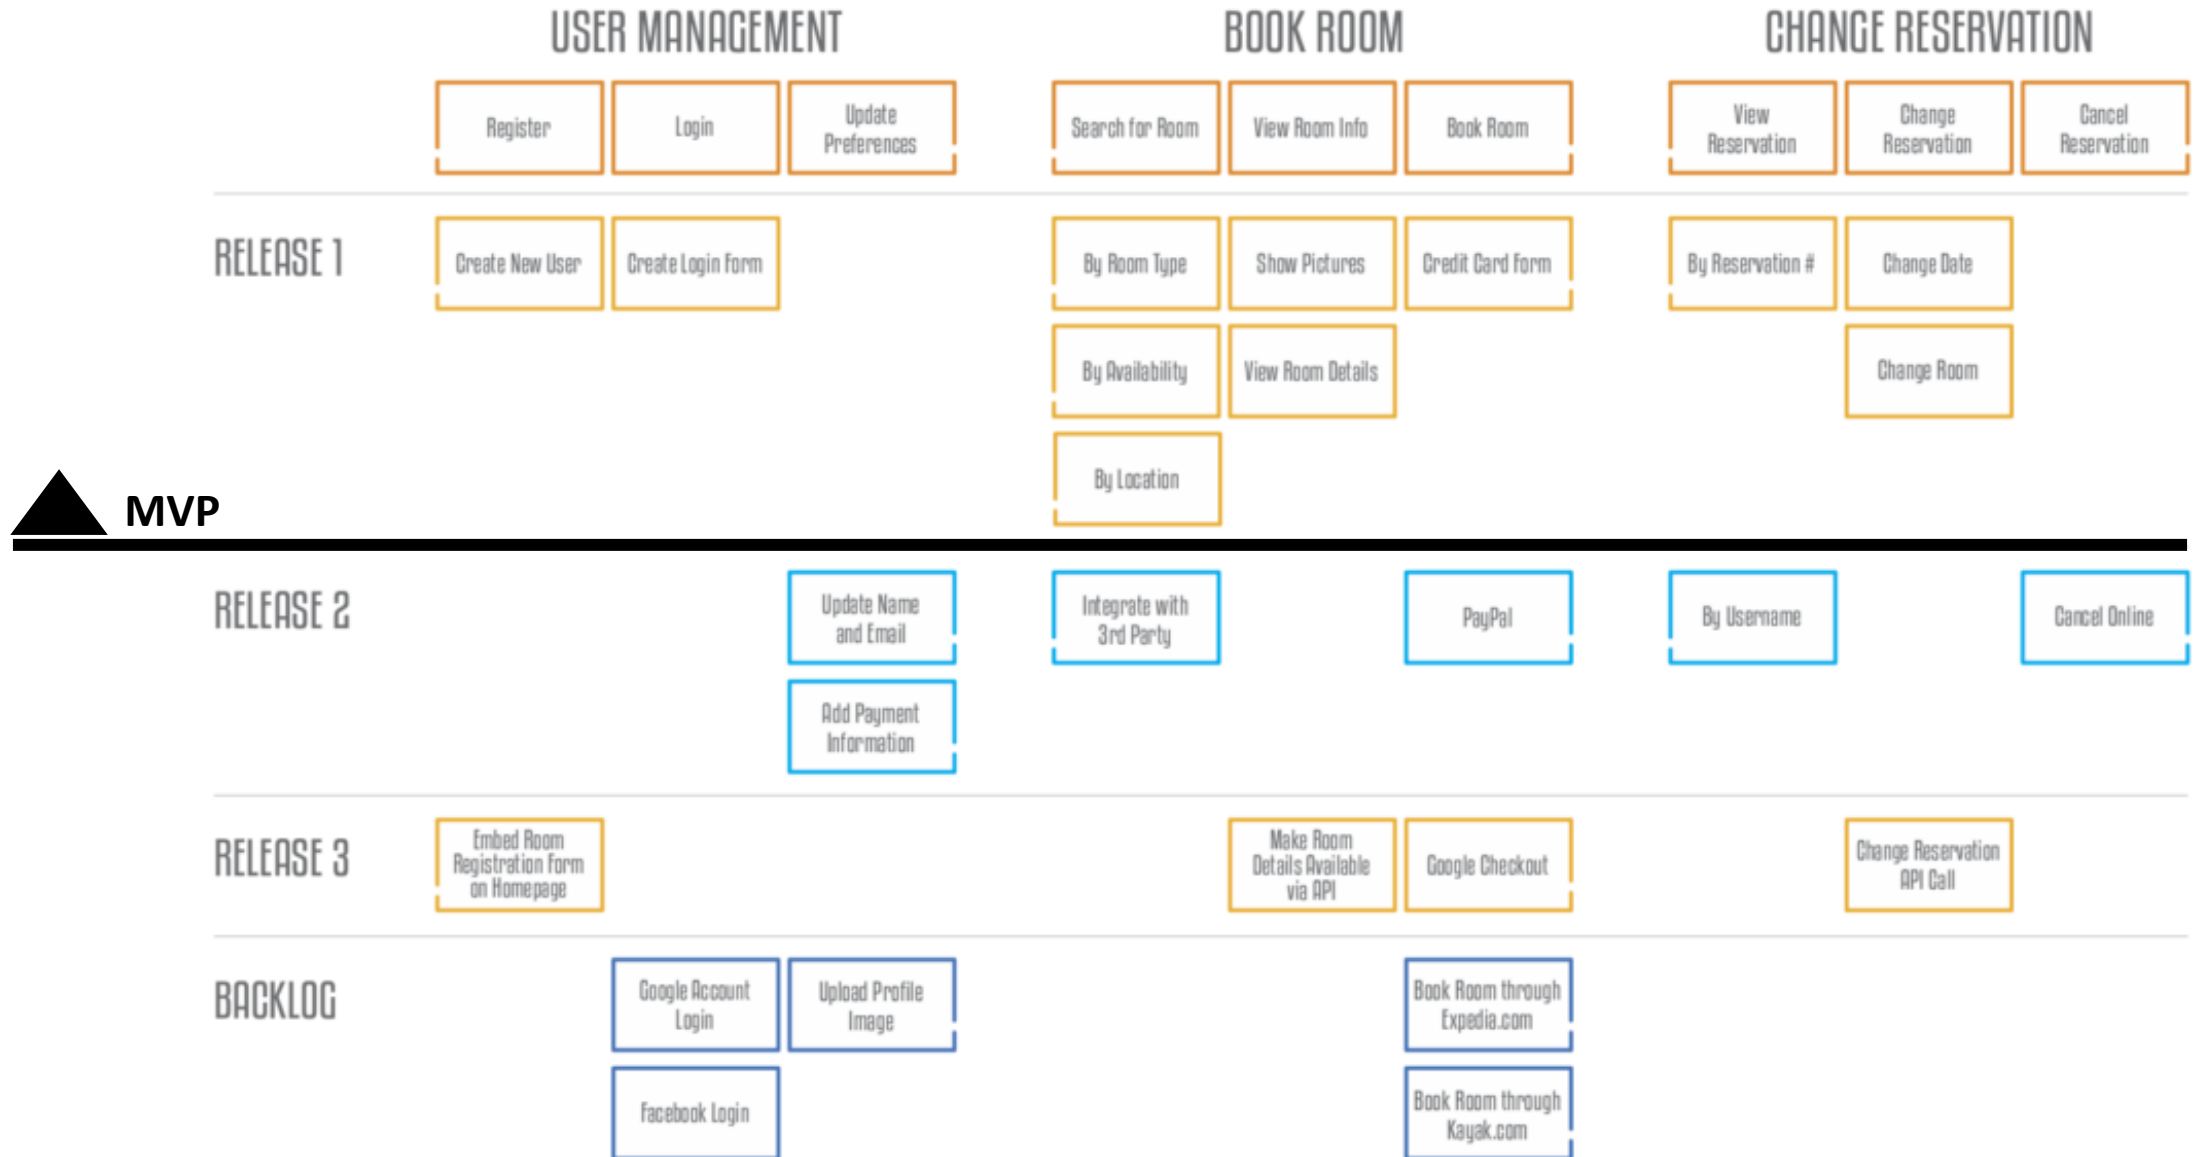 USER MANAGEMENT
BOOK ROOM
CHANGE RESERVATION
Register
Login
Update
Preferences
Search for Room
View Room Info
Book Room
View
Reservation
Change
Reservation
Cancel
Reservation
RELEASE 1
Create New User
Create Login Form
By Room Type
Show Pictures
Credit Card Form
By Reservation #
Change Date
By Availability
View Room Details
Change Room
By Location
MVP
RELEASE 2
Update Name
and Email
Integrate with
3rd Party
PayPal
By Username
Cancel Online
Add Payment
Information
RELEASE 3
Embed Room
Registration Form
on Homepage
Make Room
Details Available
via API
Google Checkout
Change Reservation
API Call
BACKLOG
Google Account
Login
Upload Profile
Image
Book Room through
Expedia.com
Facebook Login
Book Room through
Kayak.com